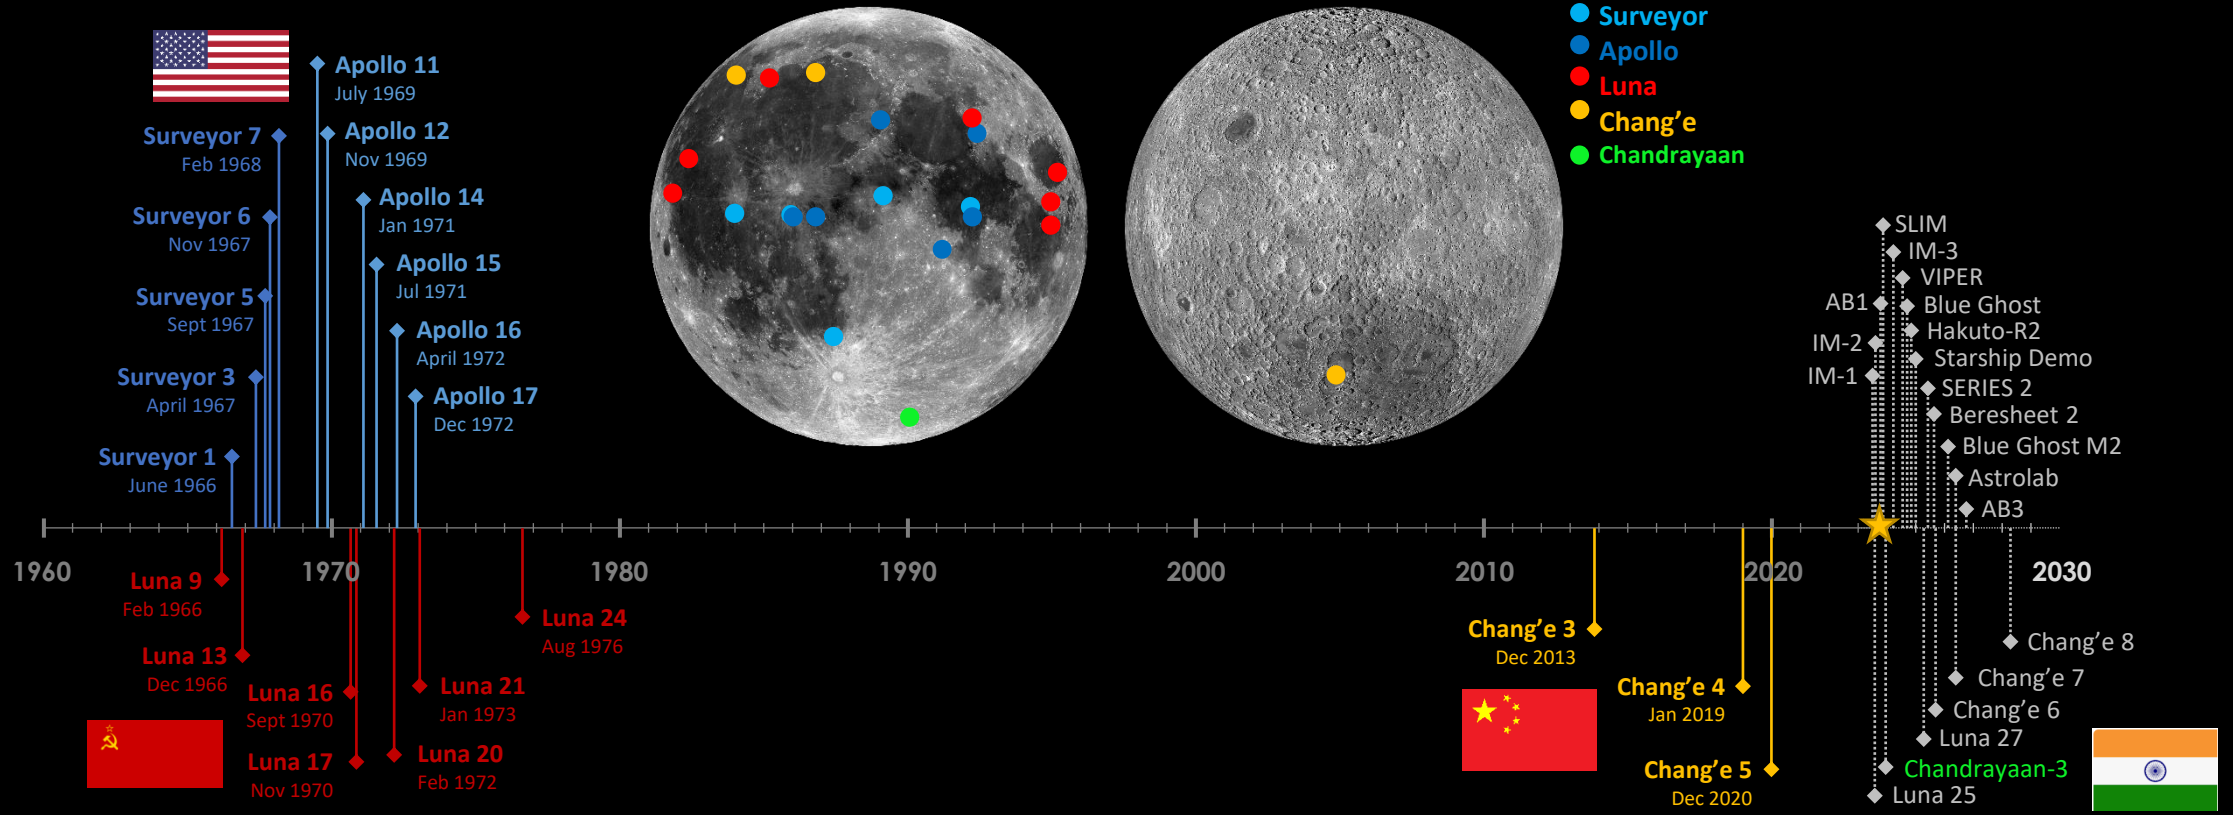 Surveyor
Apollo
Luna
Chang'e
Chandrayaan
Apollo 11
July 1969
Surveyor 7
Feb 1968
Apollo 12
Nov 1969
Apollo 14
Jan 1971
Surveyor 6
Nov 1967
Apollo 15
Jul 1971
Surveyor 5
Sept 1967
Apollo 16
April 1972
Surveyor 3
April 1967
Apollo 17
Dec 1972
Surveyor 1
June 1966
SLIM
IM-3
VIPER
AB1
Blue Ghost
Hakuto-R2
IM-2
Starship Demo
IM-1
SERIES 2
Beresheet 2
Blue Ghost M2
Astrolab
AB3
1960
1970
1980
1990
2000
2010
2020
2030
Luna 9
Feb 1966
Luna 13
Dec 1966
Luna 16
Sept 1970
Luna 17
Nov 1970
Luna 20
Feb 1972
Luna 21
Jan 1973
Luna 24
Aug 1976
Chang'e 3
Dec 2013
Chang'e 4
Jan 2019
Chang'e 5
Dec 2020
Chang'e 8
Chang'e 7
Chang'e 6
Luna 27
Chandrayaan-3
Luna 25